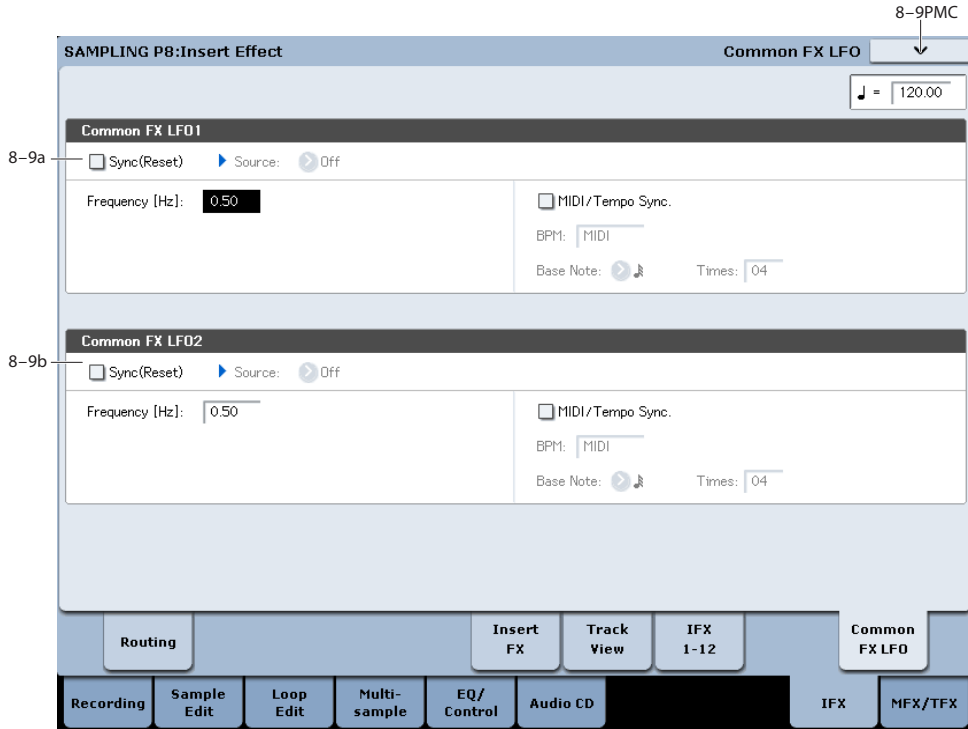 8–9PMC
SAMPLING P8:Insert Effect
Common FX LFO
♩ = 120.00
Common FX LFO1
8–9a
Sync(Reset) Source: Off
Frequency [Hz]: 0.50
MIDI/Tempo Sync.
BPM: MIDI
Base Note: Times: 04
Common FX LFO2
8–9b
Sync(Reset) Source: Off
Frequency [Hz]: 0.50
MIDI/Tempo Sync.
BPM: MIDI
Base Note: Times: 04
Routing
Insert
FX
Track
View
IFX
1-12
Common
FX LFO
Recording
Sample
Edit
Loop
Edit
Multi-
sample
EQ/
Control
Audio CD
IFX
MFX/TFX